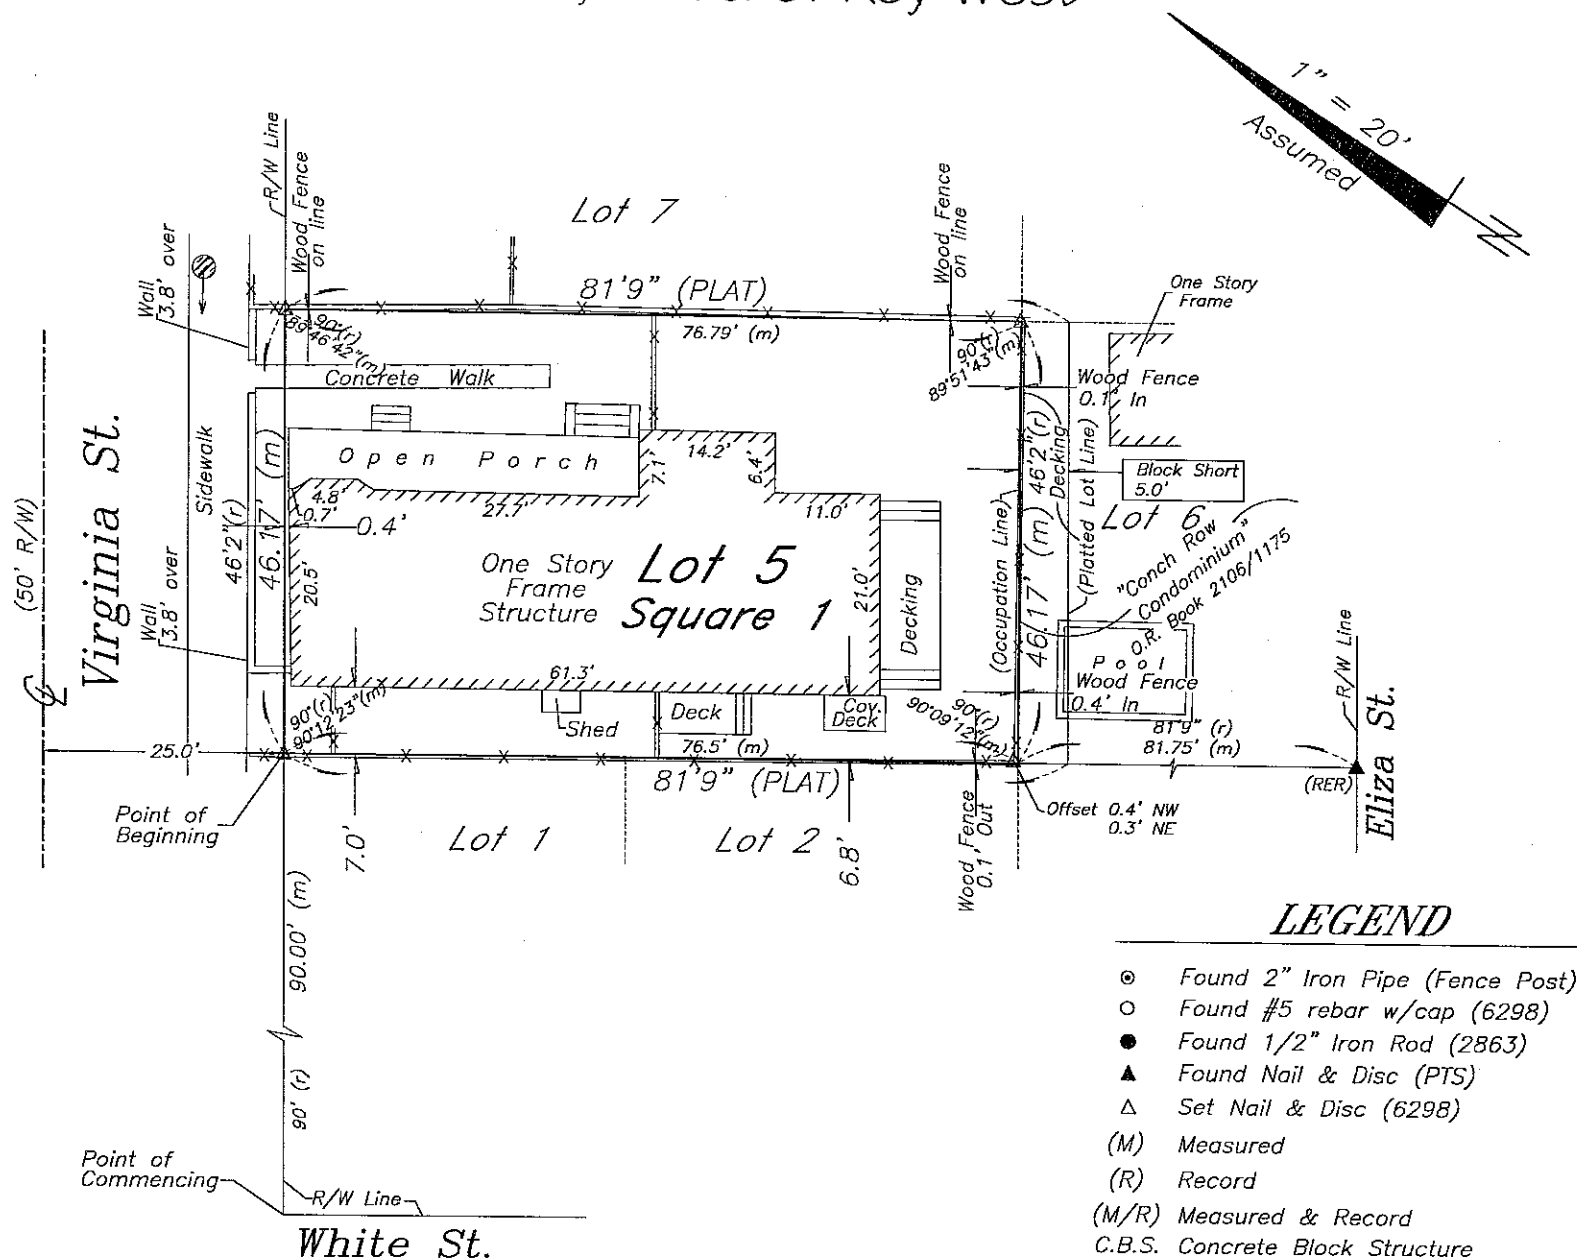 1" = 20'
Assumed
N
R/W Line
Wood Fence
on line
Lot 7
Wood Fence
on line
Wall
3.8' over
81'9" (PLAT)
76.79' (m)
90°(r)
89°46'42"(m)
90°(r)
89°51'43"(m)
One Story
Frame
Concrete Walk
Wood Fence
0.1' In
Virginia St.
(50' R/W)
Sidewalk
46'2"(r)
46.17' (m)
Open Porch
14.2'
7.1'
6.4'
4.8'
0.7'
27.7'
11.0'
0.4'
20.5'
One Story
Frame
Structure
Lot 5
Square 1
21.0'
Decking
(Occupation Line)
46'2"(r)
46.17' (m)
Decking
(Platted Lot Line)
Block Short
5.0'
Lot 6
"Conch Row
Condominium"
O.R. Book 2106/1175
Wall
3.8' over
61.3'
Pool
Wood Fence
0.4' In
R/W Line
Eliza St.
90°(r)
90°12'23"(m)
Shed
Deck
Cov.
Deck
90°(r)
90°09'12"(m)
81'9" (r)
81.75' (m)
(RER)
25.0'
76.5' (m)
81'9" (PLAT)
Point of
Beginning
Offset 0.4' NW
0.3' NE
7.0'
Lot 1
Lot 2
6.8'
Wood Fence
0.1' Out
90.00' (m)
90' (r)
Point of
Commencing
R/W Line
White St.
LEGEND
Found 2" Iron Pipe (Fence Post)
Found #5 rebar w/cap (6298)
Found 1/2" Iron Rod (2863)
Found Nail & Disc (PTS)
Set Nail & Disc (6298)
(M) Measured
(R) Record
(M/R) Measured & Record
C.B.S. Concrete Block Structure